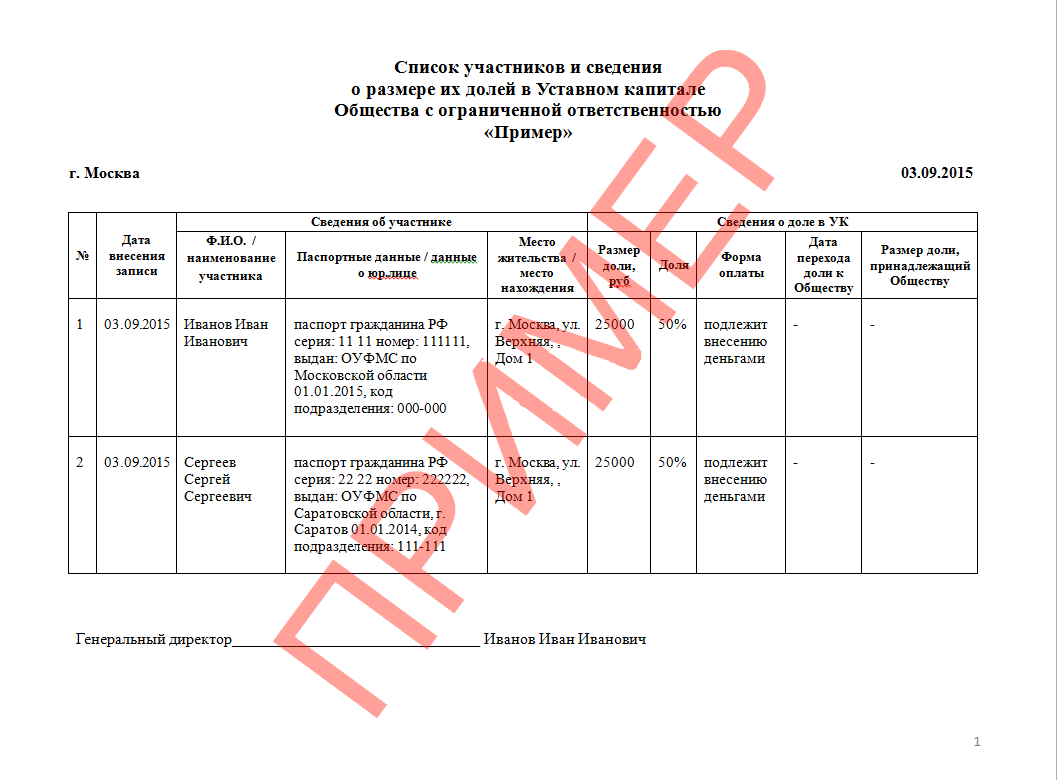 Список участников и сведения
о размере их долей в Уставном капитале
Общества с ограниченной ответственностью
«Пример»
г. Москва 03.09.2015
№
Дата
внесения
записи
Сведения об участнике
Сведения о доле в УК
Ф.И.О. /
наименование
участника
Паспортные данные / данные
о юр.лице
Место
жительства /
место
нахождения
Размер
доли,
руб
Доля
Форма
оплаты
Дата
перехода
доли к
Обществу
Размер доли,
принадлежащий
Обществу
1
03.09.2015
Иванов Иван
Иванович
паспорт гражданина РФ
серия: 11 11 номер: 111111,
выдан: ОУФМС по
Московской области
01.01.2015, код
подразделения: 000-000
г. Москва, ул.
Верхняя, ,
Дом 1
25000
50%
подлежит
внесению
деньгами
-
-
2
03.09.2015
Сергеев
Сергей
Сергеевич
паспорт гражданина РФ
серия: 22 22 номер: 222222,
выдан: ОУФМС по
Саратовской области, г.
Саратов 01.01.2014, код
подразделения: 111-111
г. Москва, ул.
Верхняя, ,
Дом 1
25000
50%
подлежит
внесению
деньгами
-
-
Генеральный директор_________________________________ Иванов Иван Иванович
ПРИМЕР
1